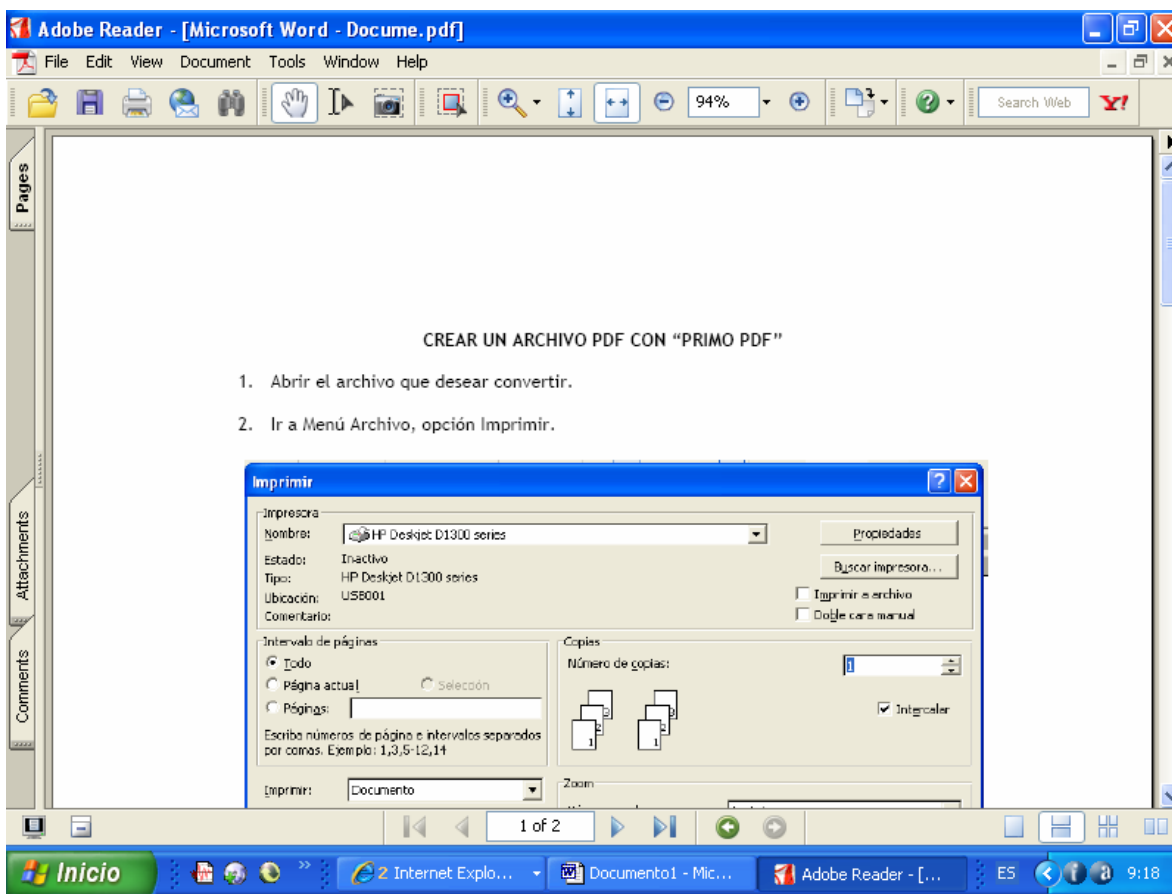 Adobe Reader - [Microsoft Word - Docume.pdf]
File Edit View Document Tools Window Help
94%
Search Web
Y!
Pages
Attachments
Comments
CREAR UN ARCHIVO PDF CON “PRIMO PDF”
1. Abrir el archivo que desear convertir.
2. Ir a Menú Archivo, opción Imprimir.
Imprimir
Impresora
Nombre: HP Deskjet D1300 series
Propiedades
Estado: Inactivo
Buscar impresora...
Tipo: HP Deskjet D1300 series
Ubicación: USB001
Imprimir a archivo
Comentario:
Doble cara manual
Intervalo de páginas
Todo
Página actual Selección
Páginas:
Escriba números de página e intervalos separados
por comas. Ejemplo: 1,3,5-12,14
Copias
Número de copias: 1
Intercalar
Imprimir: Documento
Zoom
1 of 2
Inicio
2 Internet Explo...
Documento1 - Mic...
Adobe Reader - [...
ES
9:18